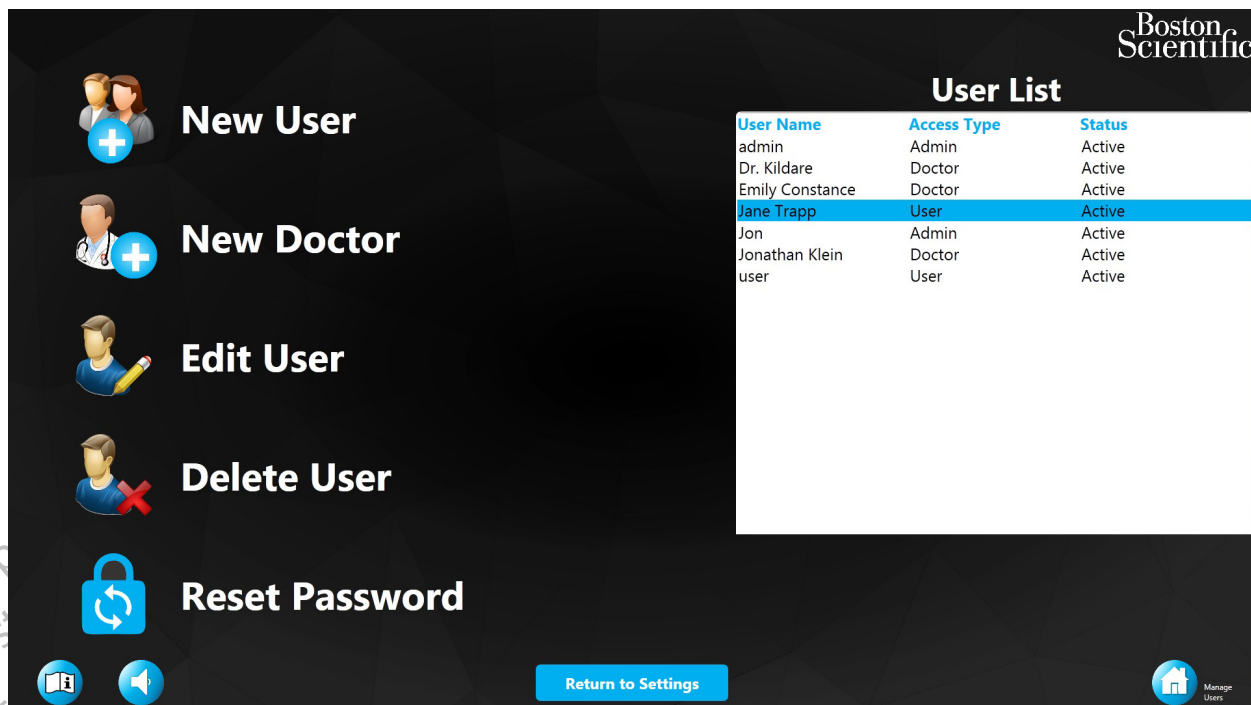 Boston
Scientific
New User
New Doctor
Edit User
Delete User
Reset Password
User List
User Name Access Type Status
admin Admin Active
Dr. Kildare Doctor Active
Emily Constance Doctor Active
Jane Trapp User Active
Jon Admin Active
Jonathan Klein Doctor Active
user User Active
Return to Settings
Manage
Users